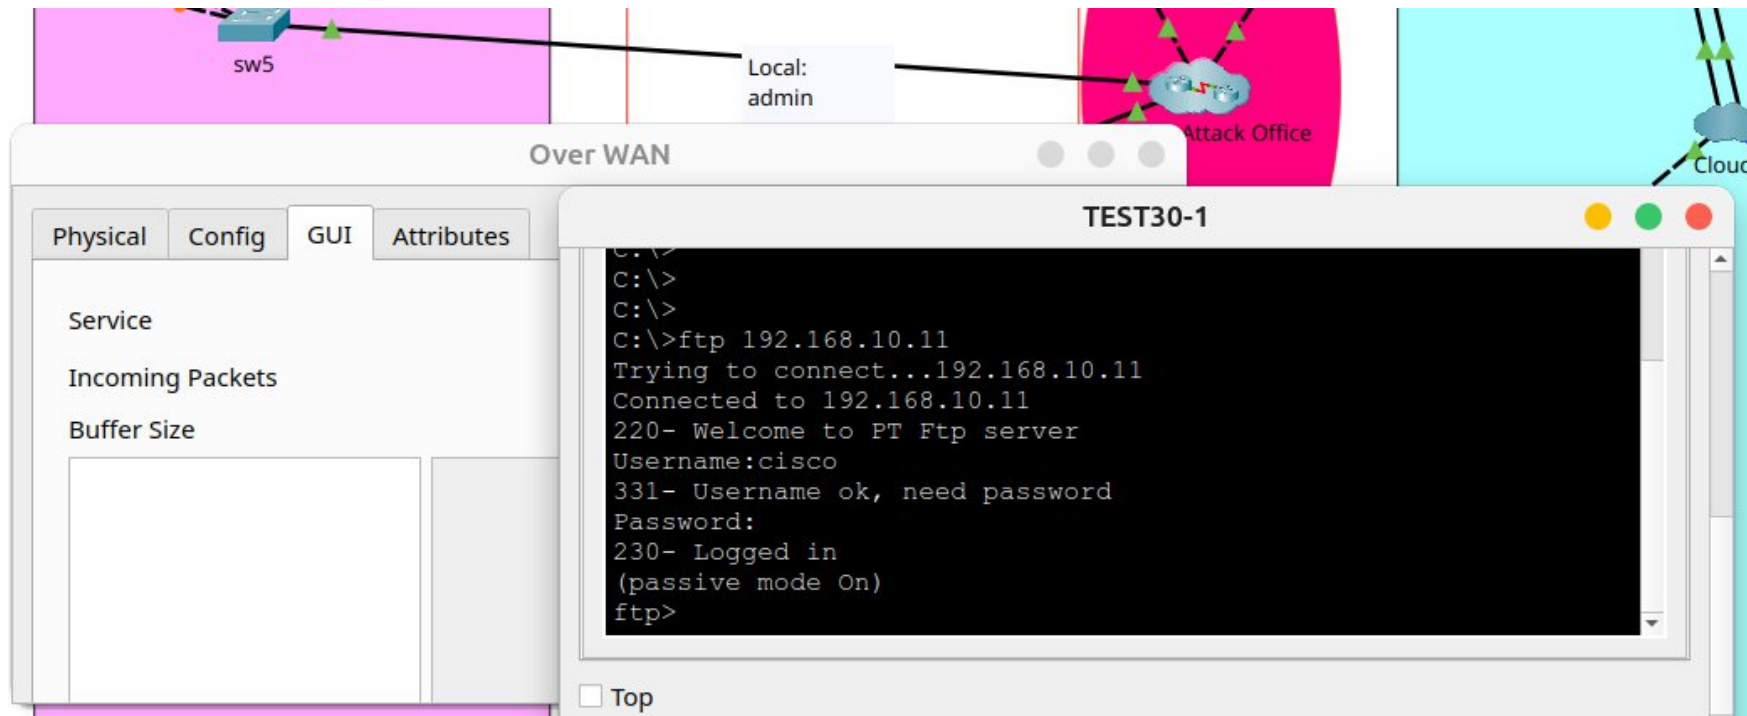 sw5
Local:
admin
Attack Office
Cloud
Over WAN
Physical
Config
GUI
Attributes
Service
Incoming Packets
Buffer Size
TEST30-1
C:\>
C:\>
C:\>
C:\>ftp 192.168.10.11
Trying to connect...192.168.10.11
Connected to 192.168.10.11
220- Welcome to PT Ftp server
Username:cisco
331- Username ok, need password
Password:
230- Logged in
(passive mode On)
ftp>
Top